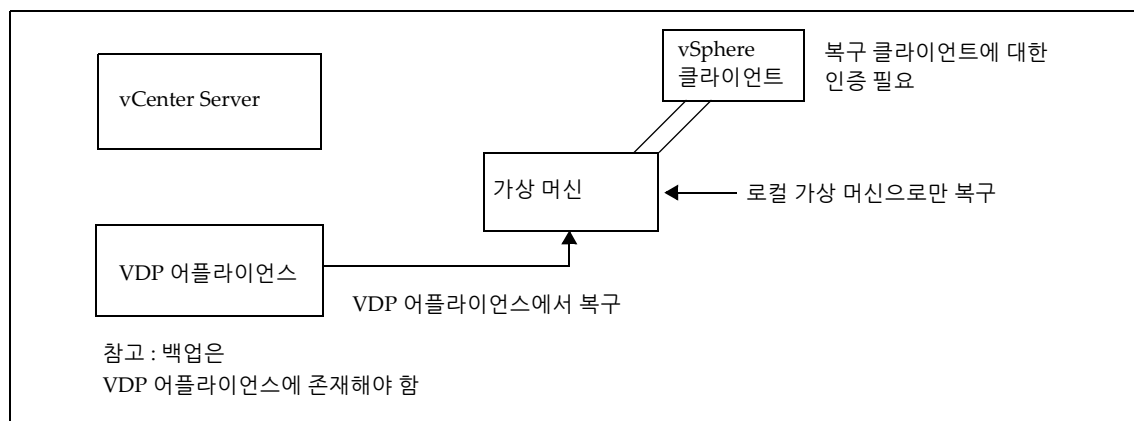 vCenter Server
vSphere
클라이언트
복구 클라이언트에 대한
인증 필요
가상 머신
로컬 가상 머신으로만 복구
VDP 어플라이언스
VDP 어플라이언스에서 복구
참고 : 백업은
VDP 어플라이언스에 존재해야 함